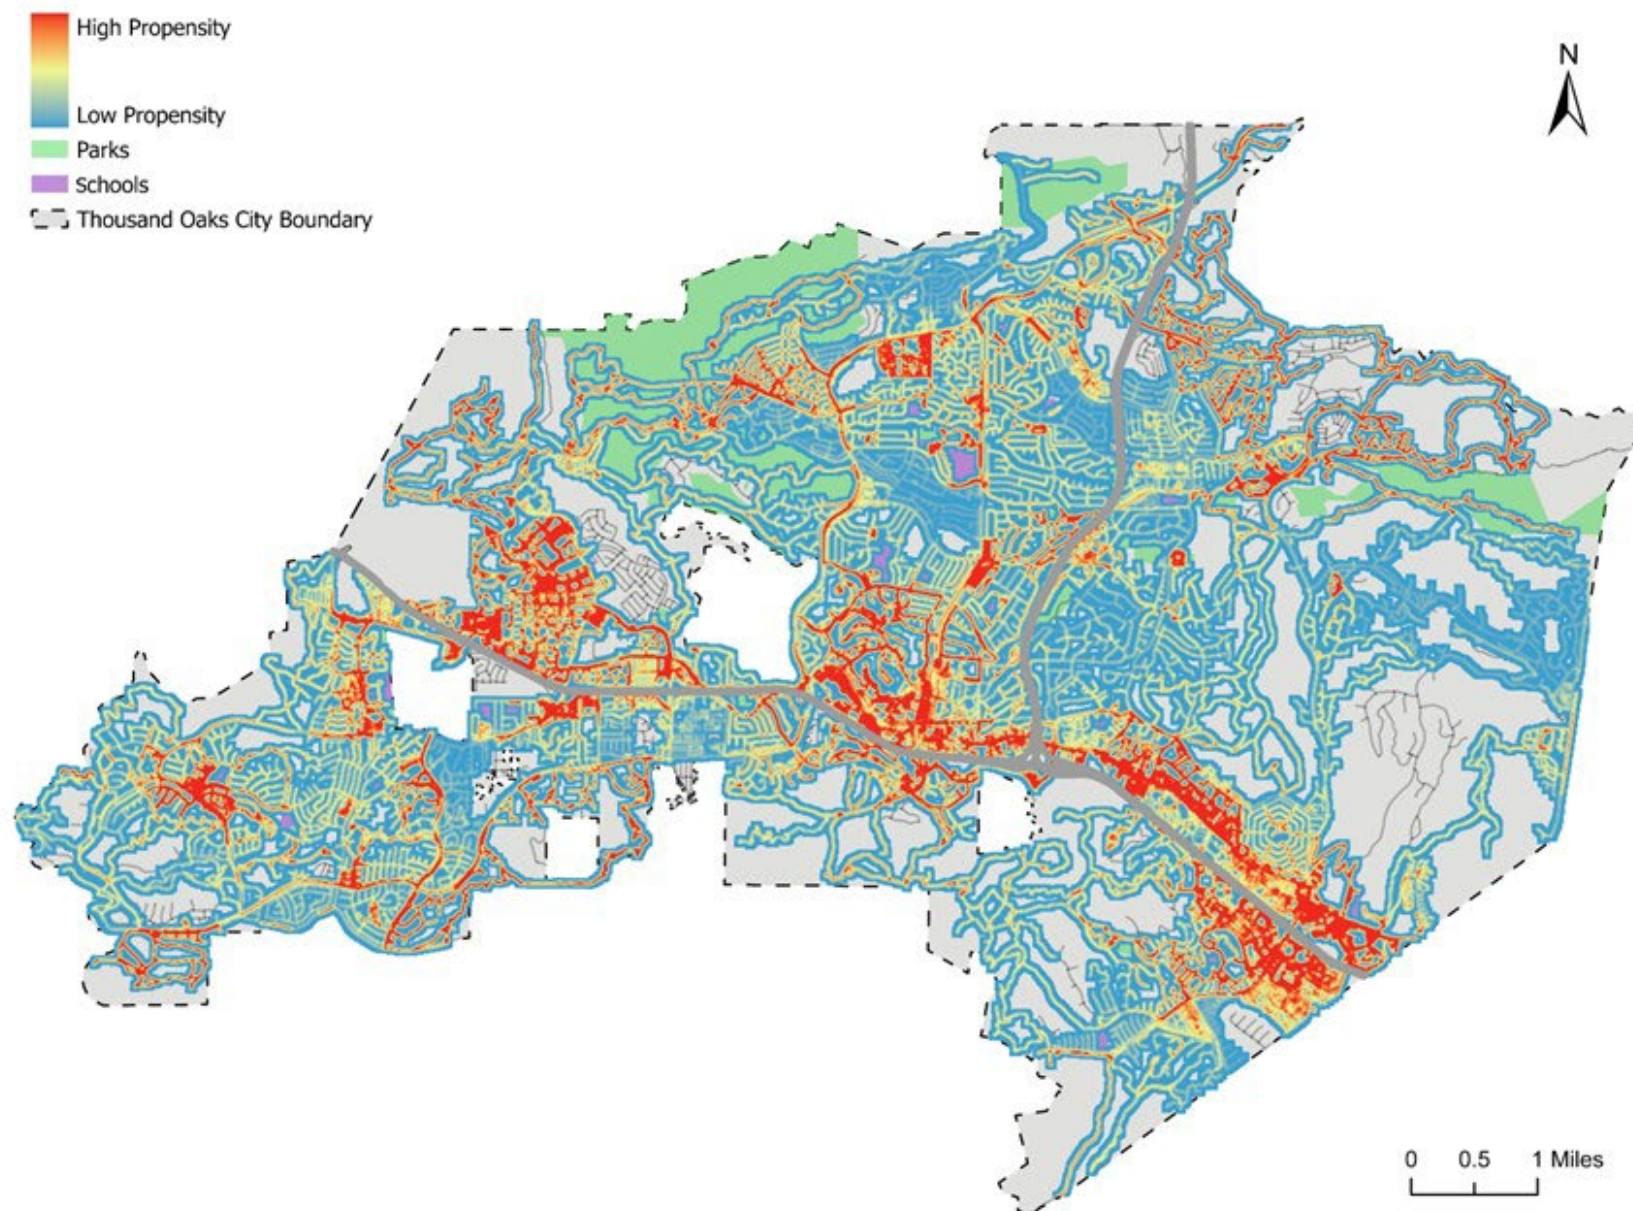 High Propensity
Low Propensity
Parks
Schools
Thousand Oaks City Boundary
N
0 0.5 1 Miles